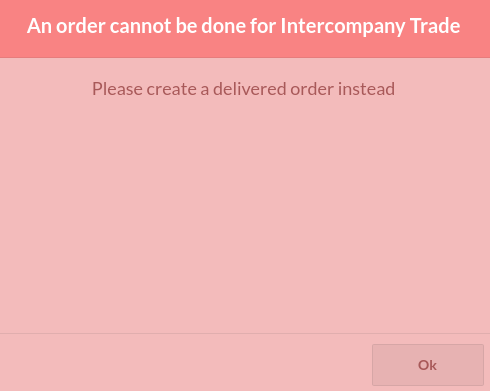 An order cannot be done for Intercompany Trade
Please create a delivered order instead
Ok